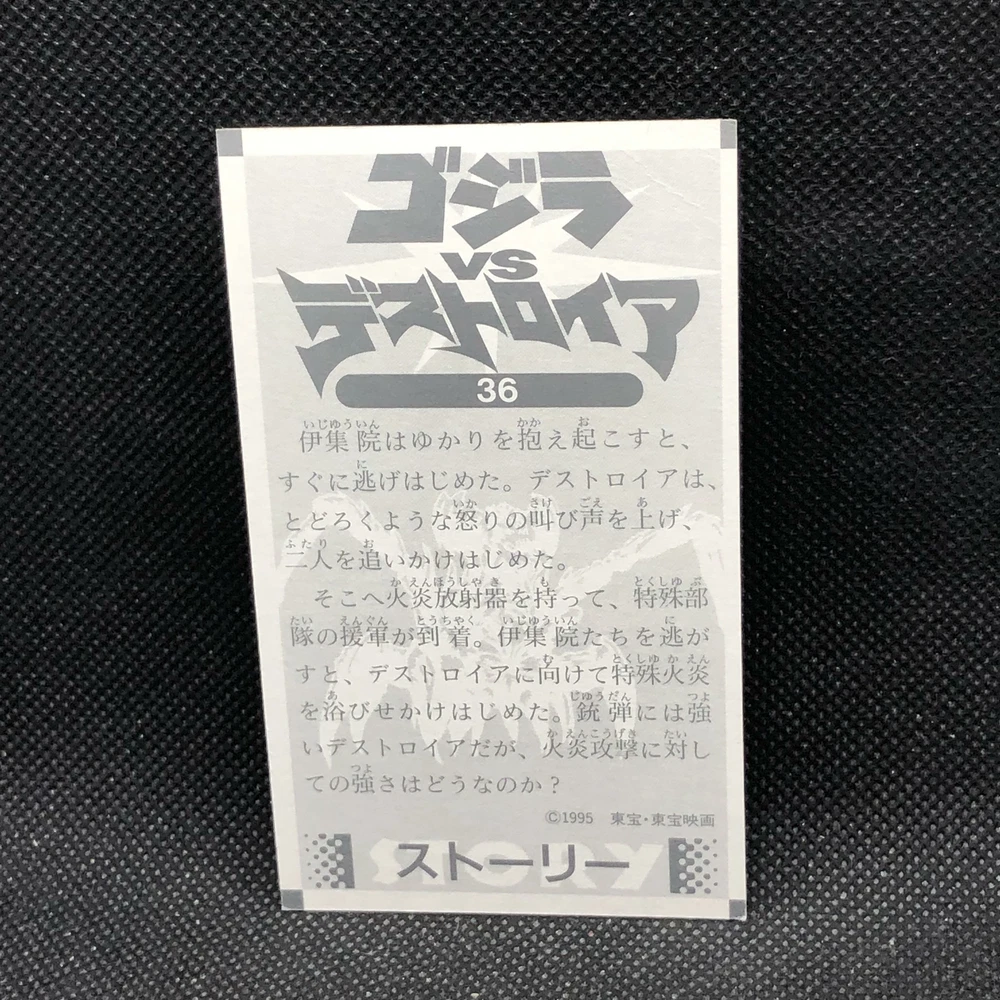 ゴジラ
VS
デストロイア
36
伊集院はゆかりを抱え起こすと、
すぐに逃げはじめた。デストロイアは、
とどろくような怒りの叫び声を上げ、
二人を追いかけはじめた。
そこへ火炎放射器を持って、特殊部
隊の援軍が到着。伊集院たちを逃が
すと、デストロイアに向けて特殊火炎
を浴びせかけはじめた。銃弾には強
いデストロイアだが、火炎攻撃に対し
ての強さはどうなのか?
©1995 東宝・東宝映画
ストーリー